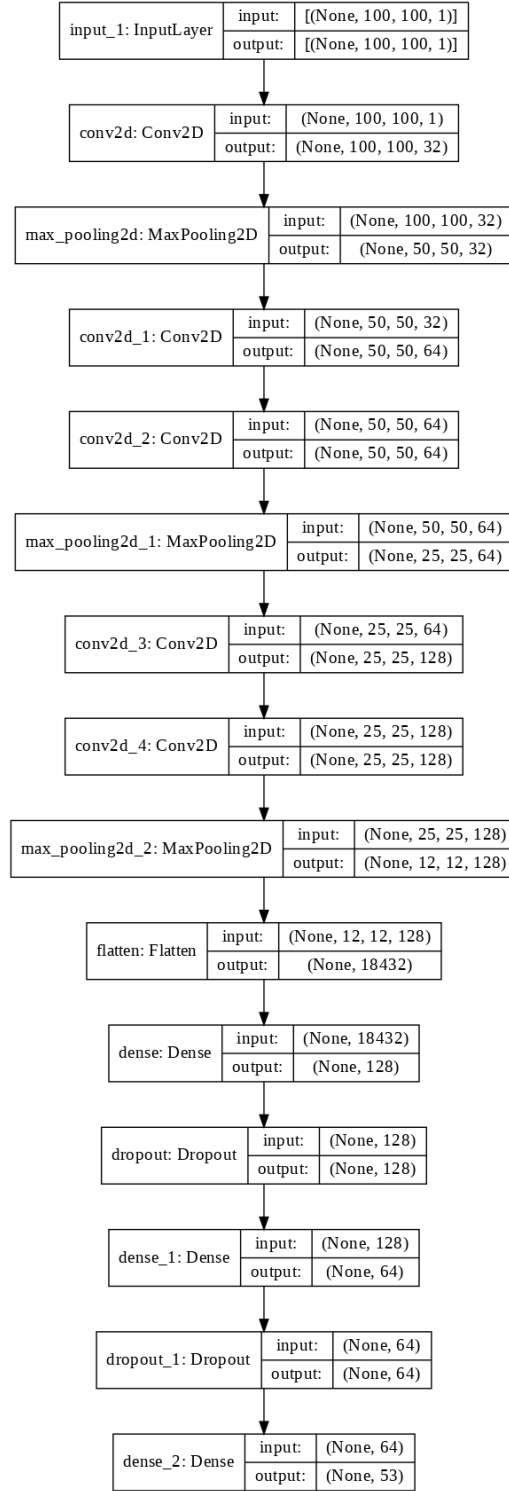 input_1: InputLayer input: [(None, 100, 100, 1)]
output: [(None, 100, 100, 1)]
conv2d: Conv2D input: (None, 100, 100, 1)
output: (None, 100, 100, 32)
max_pooling2d: MaxPooling2D input: (None, 100, 100, 32)
output: (None, 50, 50, 32)
conv2d_1: Conv2D input: (None, 50, 50, 32)
output: (None, 50, 50, 64)
conv2d_2: Conv2D input: (None, 50, 50, 64)
output: (None, 50, 50, 64)
max_pooling2d_1: MaxPooling2D input: (None, 50, 50, 64)
output: (None, 25, 25, 64)
conv2d_3: Conv2D input: (None, 25, 25, 64)
output: (None, 25, 25, 128)
conv2d_4: Conv2D input: (None, 25, 25, 128)
output: (None, 25, 25, 128)
max_pooling2d_2: MaxPooling2D input: (None, 25, 25, 128)
output: (None, 12, 12, 128)
flatten: Flatten input: (None, 12, 12, 128)
output: (None, 18432)
dense: Dense input: (None, 18432)
output: (None, 128)
dropout: Dropout input: (None, 128)
output: (None, 128)
dense_1: Dense input: (None, 128)
output: (None, 64)
dropout_1: Dropout input: (None, 64)
output: (None, 64)
dense_2: Dense input: (None, 64)
output: (None, 53)